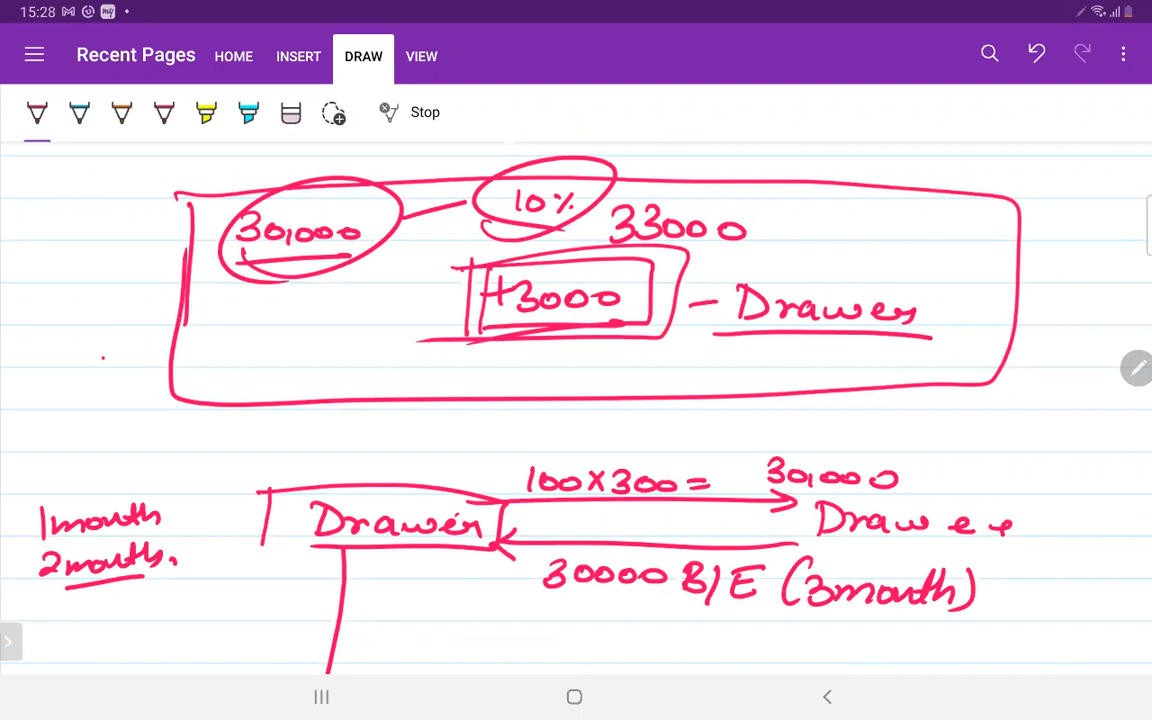 15:28
Recent Pages HOME INSERT DRAW VIEW
Stop
30,000 10% 33000
+3000 - Drawer
100x300= 30,000
1month Drawer Drawee
2months. 30000 B/E (3month)